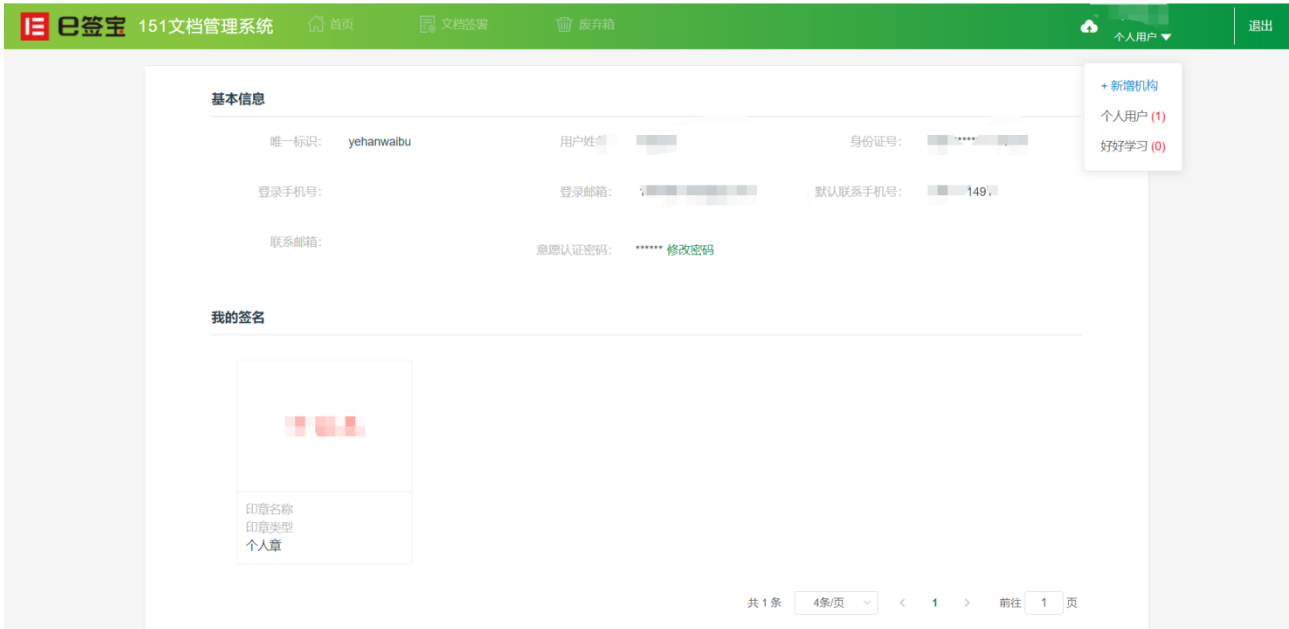 e签宝 151文档管理系统 首页 文档签署 废弃箱 个人用户 退出
+ 新增机构
个人用户 (1)
好好学习 (0)
基本信息
唯一标识: yehanwaibu 用户姓名: 身份证号: ****
登录手机号: 登录邮箱: 默认联系手机号: 149
联系邮箱: 意愿认证密码: ****** 修改密码
我的签名
印章名称
印章类型
个人章
共 1 条 4条/页 < 1 > 前往 1 页